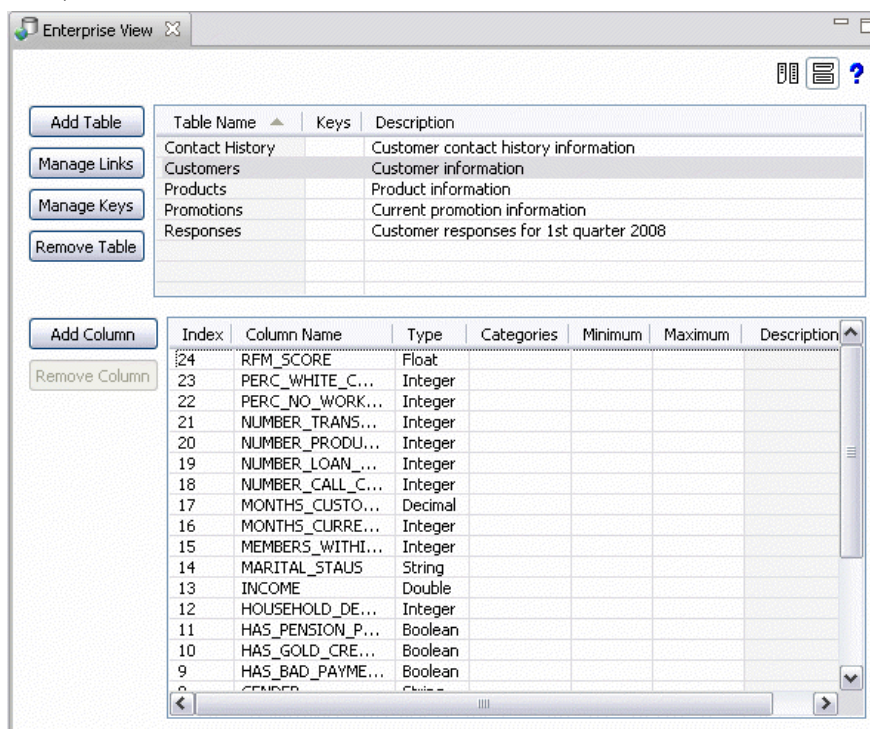 Enterprise View
?
Add Table
Manage Links
Manage Keys
Remove Table
Table Name Keys Description
Contact History Customer contact history information
Customers Customer information
Products Product information
Promotions Current promotion information
Responses Customer responses for 1st quarter 2008
Add Column
Remove Column
Index Column Name Type Categories Minimum Maximum Description
24 RFM_SCORE Float
23 PERC_WHITE_C... Integer
22 PERC_NO_WORK... Integer
21 NUMBER_TRANS... Integer
20 NUMBER_PRODU... Integer
19 NUMBER_LOAN_... Integer
18 NUMBER_CALL_C... Integer
17 MONTHS_CUSTO... Decimal
16 MONTHS_CURRE... Integer
15 MEMBERS_WITHI... Integer
14 MARITAL_STAUS String
13 INCOME Double
12 HOUSEHOLD_DE... Integer
11 HAS_PENSION_P... Boolean
10 HAS_GOLD_CRE... Boolean
9 HAS_BAD_PAYME... Boolean